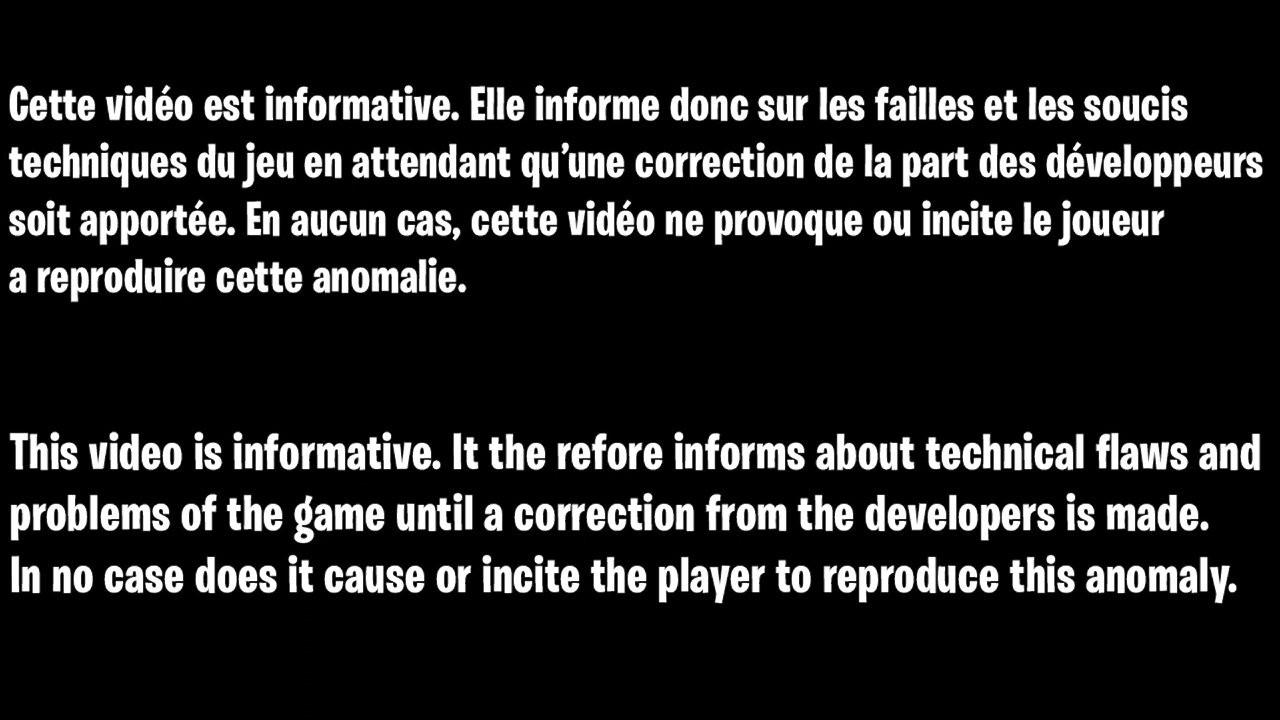 Cette vidéo est informative. Elle informe donc sur les failles et les soucis
techniques du jeu en attendant qu’une correction de la part des développeurs
soit apportée. En aucun cas, cette vidéo ne provoque ou incite le joueur
a reproduire cette anomalie.
This video is informative. It the refore informs about technical flaws and
problems of the game until a correction from the developers is made.
In no case does it cause or incite the player to reproduce this anomaly.